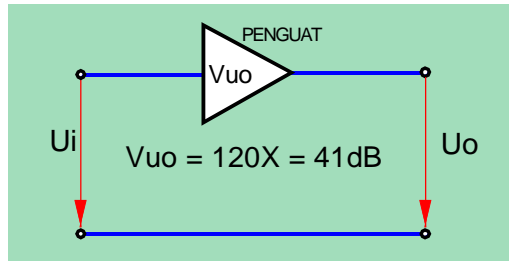 PENGUAT
Vuo
Ui
Vuo = 120X = 41dB
Uo